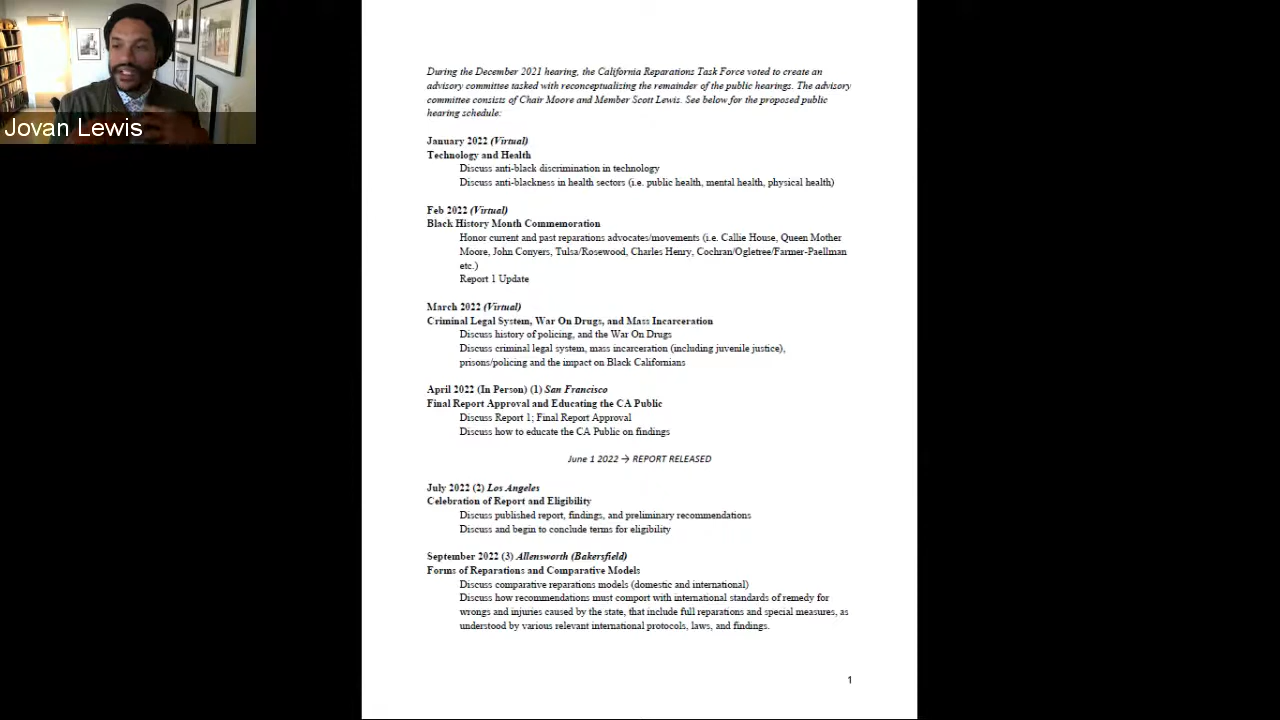 Jovan Lewis
During the December 2021 hearing, the California Reparations Task Force voted to create an
advisory committee tasked with reconceptualizing the remainder of the public hearings. The advisory
committee consists of Chair Moore and Member Scott Lewis. See below for the proposed public
hearing schedule:
January 2022 (Virtual)
Technology and Health
Discuss anti-black discrimination in technology
Discuss anti-blackness in health sectors (i.e. public health, mental health, physical health)
Feb 2022 (Virtual)
Black History Month Commemoration
Honor current and past reparations advocates/movements (i.e. Callie House, Queen Mother
Moore, John Conyers, Tulsa/Rosewood, Charles Henry, Cochran/Ogletree/Farmer-Paellman
etc.)
Report 1 Update
March 2022 (Virtual)
Criminal Legal System, War On Drugs, and Mass Incarceration
Discuss history of policing, and the War On Drugs
Discuss criminal legal system, mass incarceration (including juvenile justice),
prisons/policing and the impact on Black Californians
April 2022 (In Person) (1) San Francisco
Final Report Approval and Educating the CA Public
Discuss Report 1; Final Report Approval
Discuss how to educate the CA Public on findings
June 1 2022 → REPORT RELEASED
July 2022 (2) Los Angeles
Celebration of Report and Eligibility
Discuss published report, findings, and preliminary recommendations
Discuss and begin to conclude terms for eligibility
September 2022 (3) Allensworth (Bakersfield)
Forms of Reparations and Comparative Models
Discuss comparative reparations models (domestic and international)
Discuss how recommendations must comport with international standards of remedy for
wrongs and injuries caused by the state, that include full reparations and special measures, as
understood by various relevant international protocols, laws, and findings.
1